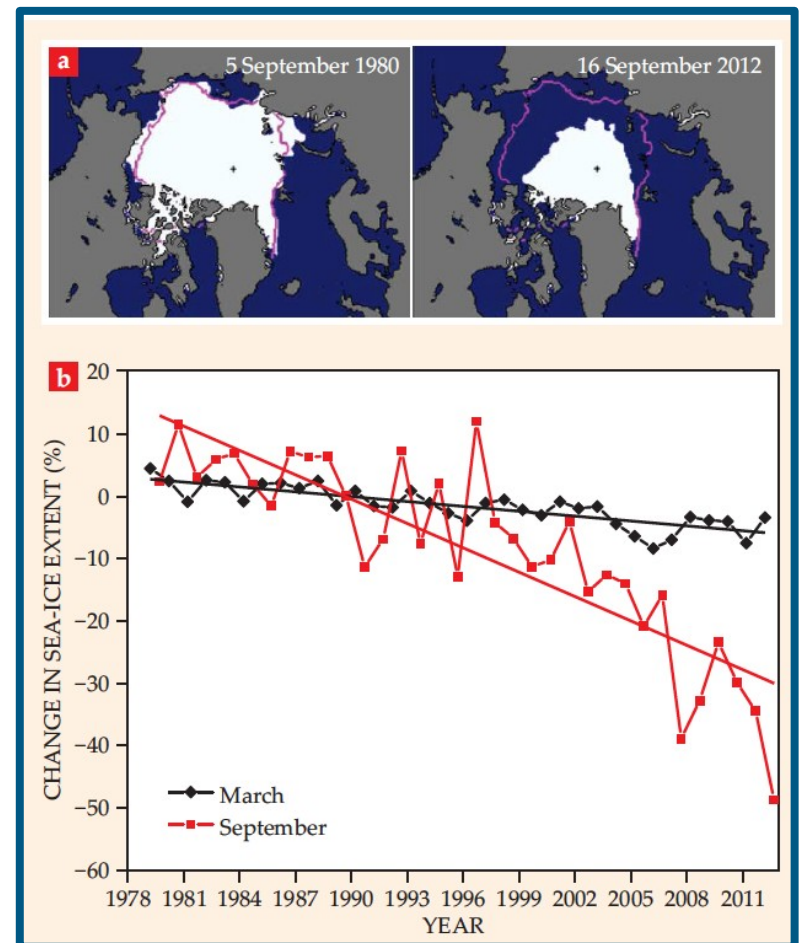 a
5 September 1980
16 September 2012
b
CHANGE IN SEA-ICE EXTENT (%)
20
10
0
−10
−20
−30
−40
−50
−60
March
September
1978 1981 1984 1987 1990 1993 1996 1999 2002 2005 2008 2011
YEAR